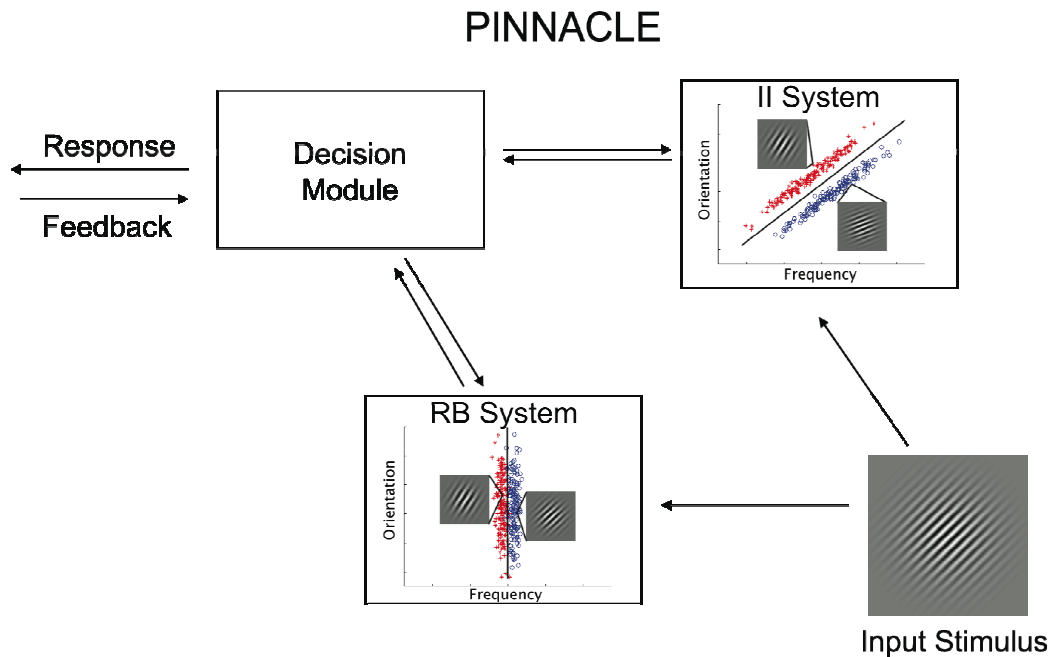 PINNACLE
Response
Feedback
Decision
Module
II System
Orientation
Frequency
RB System
Orientation
Frequency
Input Stimulus